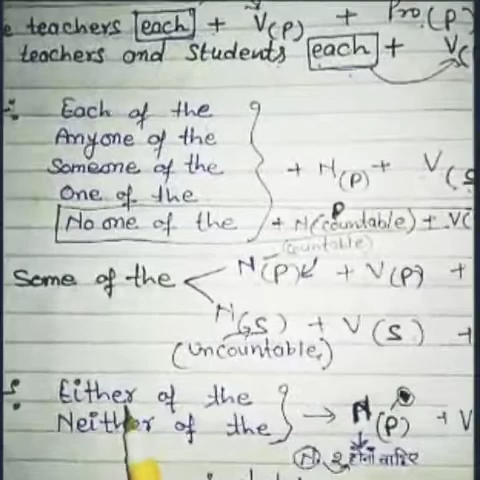 e teachers each + V(P) + Pro.(P
teachers and students each + V(
Each of the
Anyone of the
Someone of the + N(P) + V(S
One of the
No one of the + N(countable) + V(
P
(countable)
Some of the N(P) + V(P) +
N(S) + V(S) +
(Uncountable)
Either of the
Neither of the → N(P) + V
N. 2 होना चाहिए